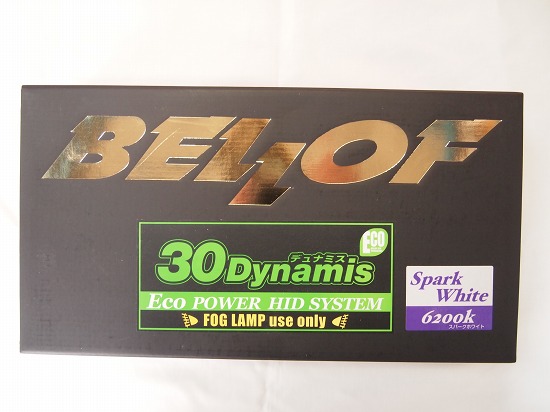 BELLOF
ECO
デュナミス
30Dynamis
Eco POWER HID SYSTEM
FOG LAMP use only
Spark
White
6200k
スパークホワイト